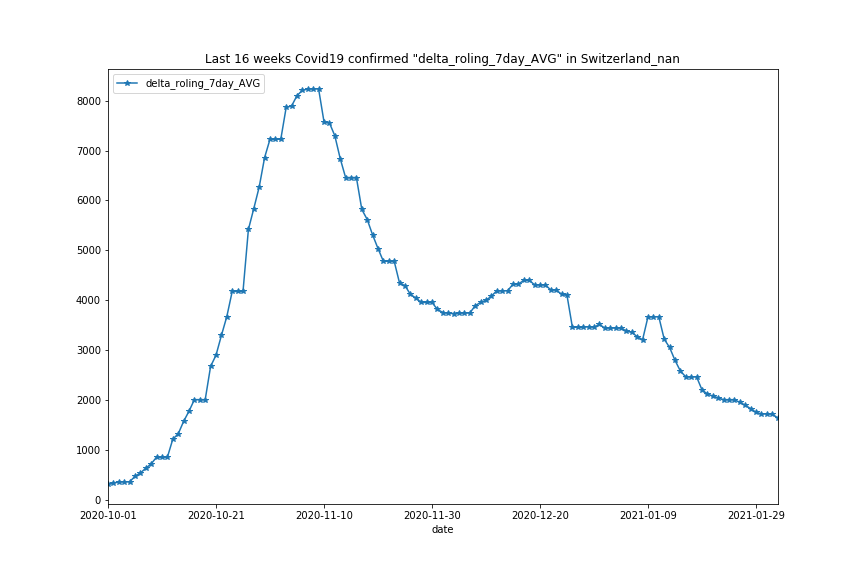 Last 16 weeks Covid19 confirmed "delta_roling_7day_AVG" in Switzerland_nan
delta_roling_7day_AVG
8000
7000
6000
5000
4000
3000
2000
1000
0
2020-10-01 2020-10-21 2020-11-10 2020-11-30 2020-12-20 2021-01-09 2021-01-29
date